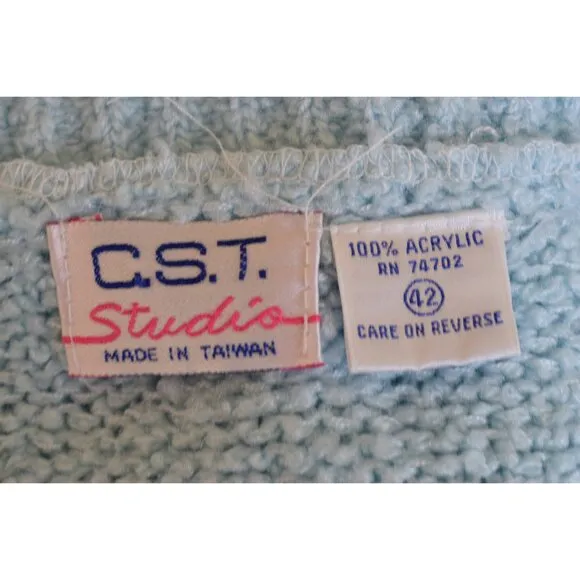 C.S.T.
Studio
MADE IN TAIWAN
100% ACRYLIC
RN 74702
42
CARE ON REVERSE